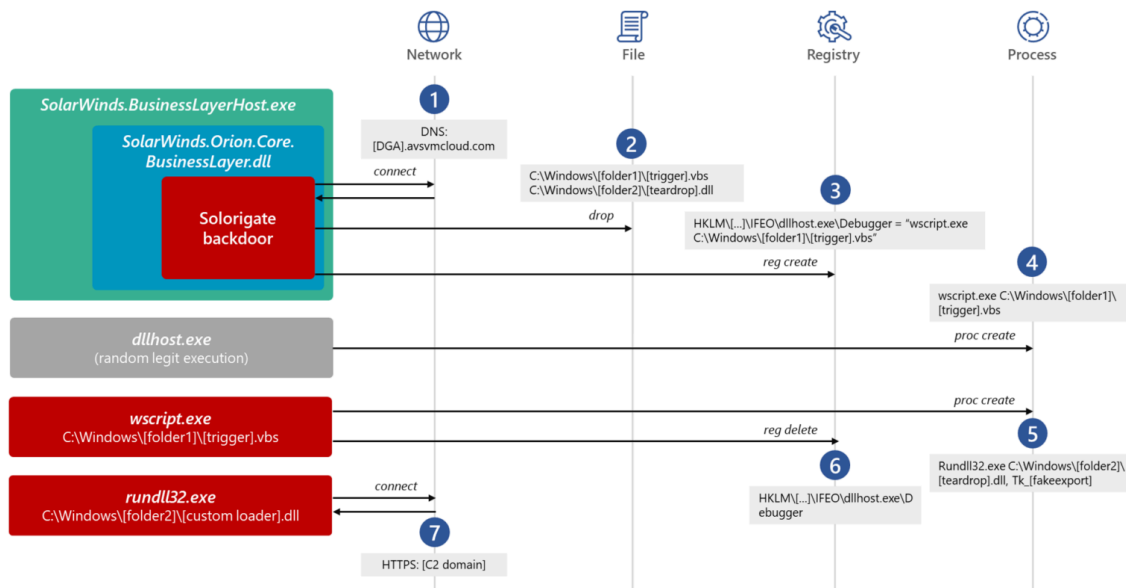 Network
File
Registry
Process
SolarWinds.BusinessLayerHost.exe
SolarWinds.Orion.Core.
BusinessLayer.dll
Solorigate
backdoor
1
DNS:
[DGA].avsvmcloud.com
connect
2
C:\Windows\[folder1]\[trigger].vbs
C:\Windows\[folder2]\[teardrop].dll
drop
3
HKLM\[...]\IFEO\dllhost.exe\Debugger = “wscript.exe
C:\Windows\[folder1]\[trigger].vbs”
reg create
4
wscript.exe C:\Windows\[folder1]\
[trigger].vbs
dllhost.exe
(random legit execution)
proc create
wscript.exe
C:\Windows\[folder1]\[trigger].vbs
proc create
reg delete
5
Rundll32.exe C:\Windows\[folder2]\
[teardrop].dll, Tk_[fakeexport]
6
HKLM\[...]\IFEO\dllhost.exe\D
ebugger
rundll32.exe
C:\Windows\[folder2]\[custom loader].dll
connect
7
HTTPS: [C2 domain]